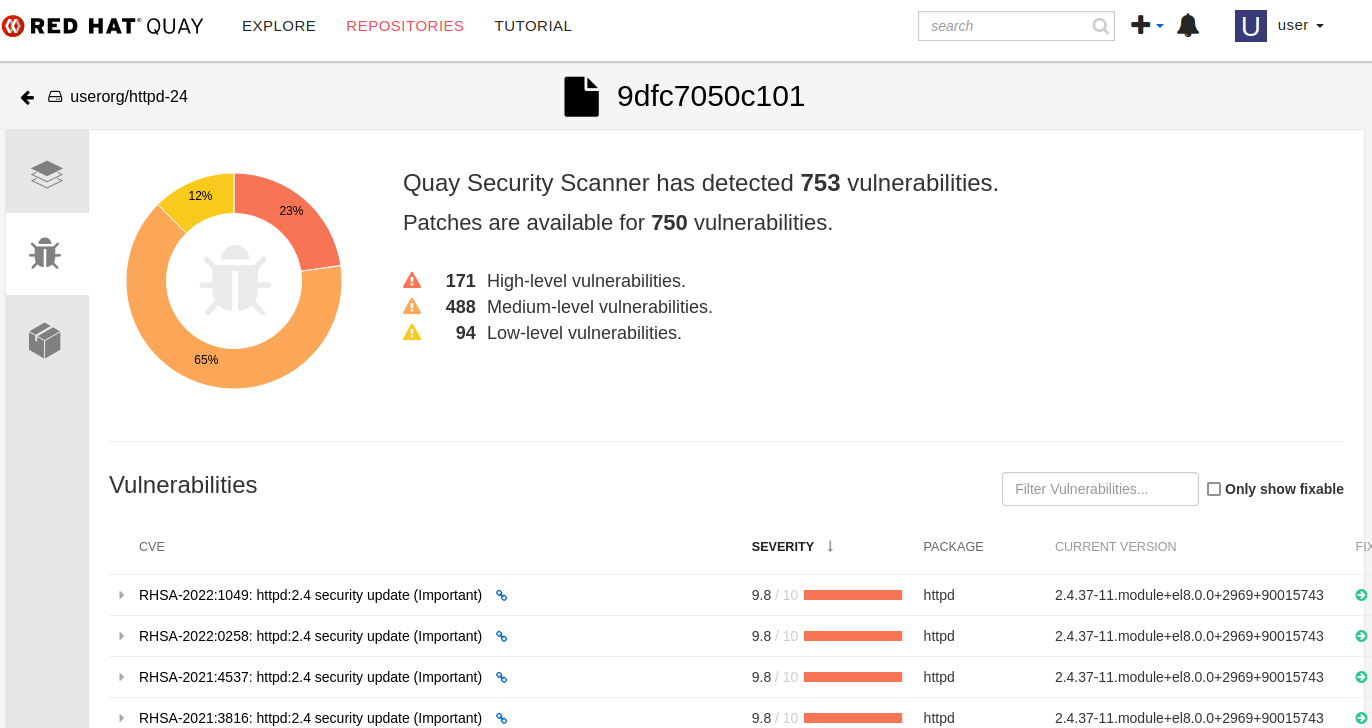 RED HAT® QUAY EXPLORE REPOSITORIES TUTORIAL search U user
userorg/httpd-24 9dfc7050c101
12% 23% 65%
Quay Security Scanner has detected 753 vulnerabilities.
Patches are available for 750 vulnerabilities.
171 High-level vulnerabilities.
488 Medium-level vulnerabilities.
94 Low-level vulnerabilities.
Vulnerabilities Filter Vulnerabilities... Only show fixable
CVE SEVERITY ↓ PACKAGE CURRENT VERSION FIX
RHSA-2022:1049: httpd:2.4 security update (Important) 9.8 / 10 httpd 2.4.37-11.module+el8.0.0+2969+90015743
RHSA-2022:0258: httpd:2.4 security update (Important) 9.8 / 10 httpd 2.4.37-11.module+el8.0.0+2969+90015743
RHSA-2021:4537: httpd:2.4 security update (Important) 9.8 / 10 httpd 2.4.37-11.module+el8.0.0+2969+90015743
RHSA-2021:3816: httpd:2.4 security update (Important) 9.8 / 10 httpd 2.4.37-11.module+el8.0.0+2969+90015743